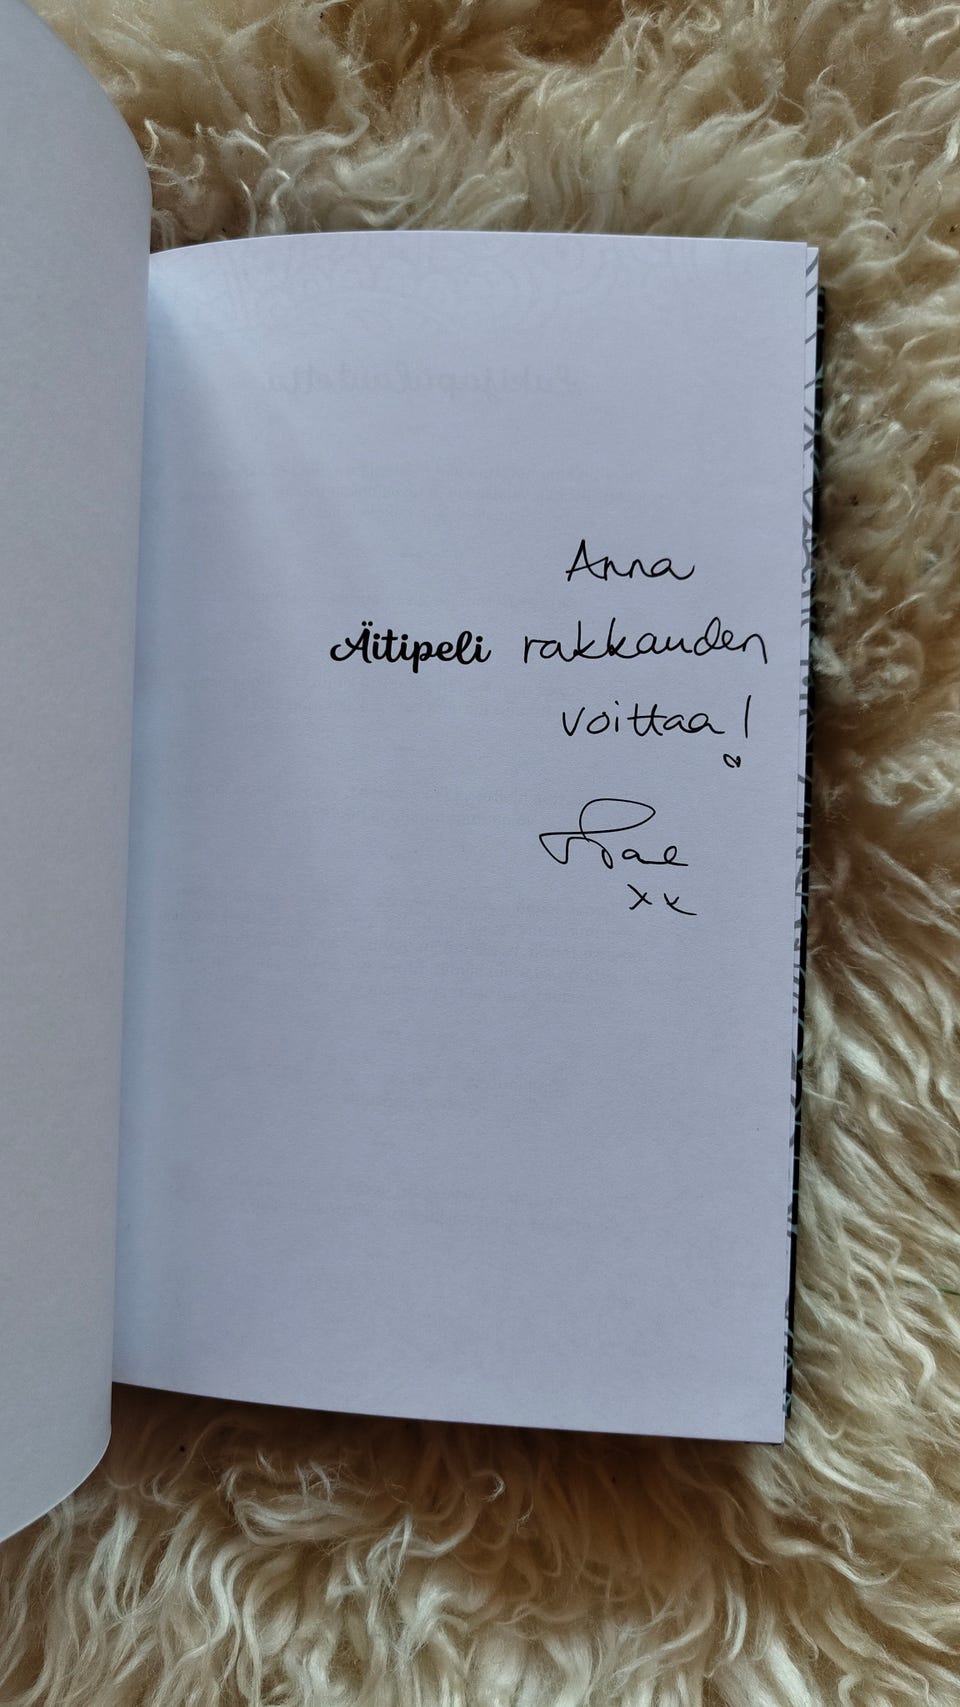 Anna
Äitipeli rakkauden
voittaa!
xx